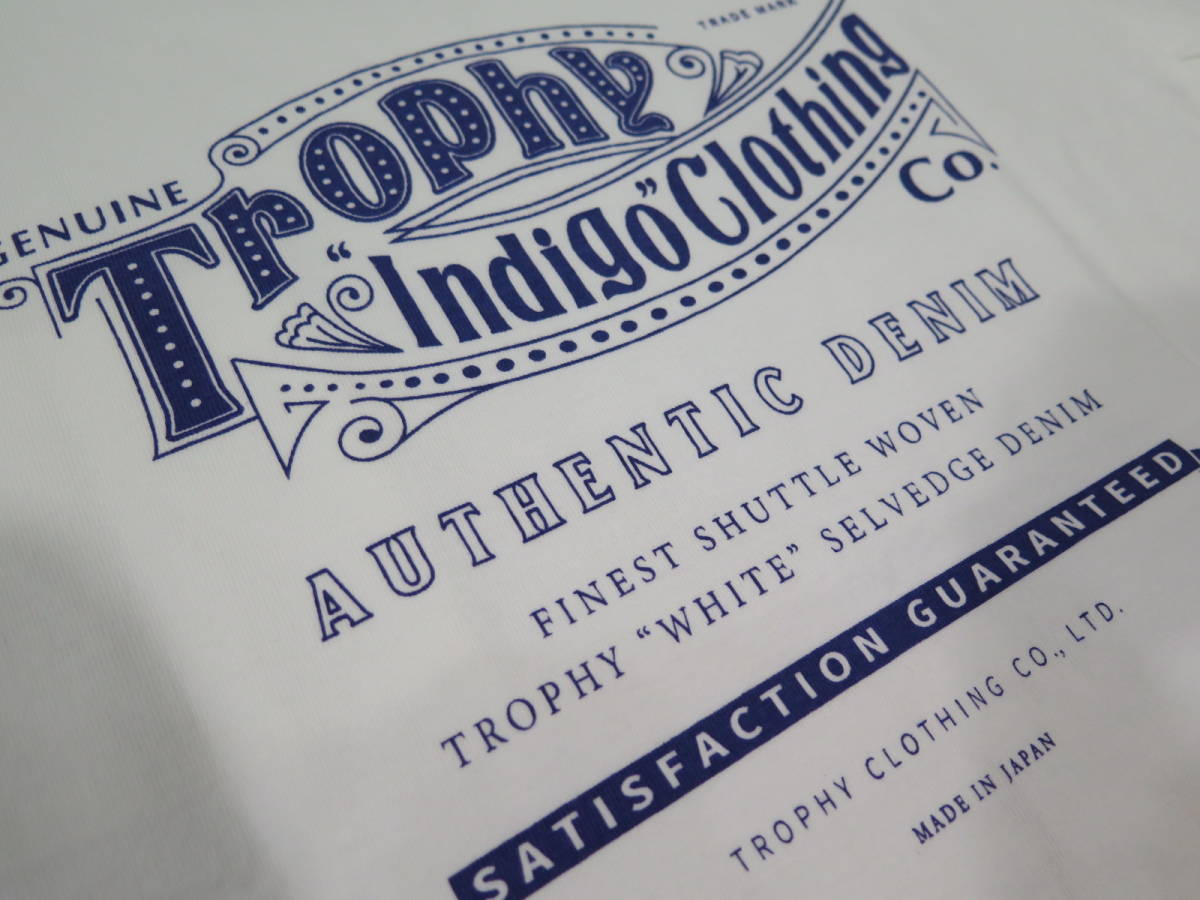 TRADE MARK
GENUINE
Trophy
"Indigo" Clothing
Co.
AUTHENTIC DENIM
FINEST SHUTTLE WOVEN
TROPHY "WHITE" SELVEDGE DENIM
SATISFACTION GUARANTEED
TROPHY CLOTHING CO., LTD.
MADE IN JAPAN